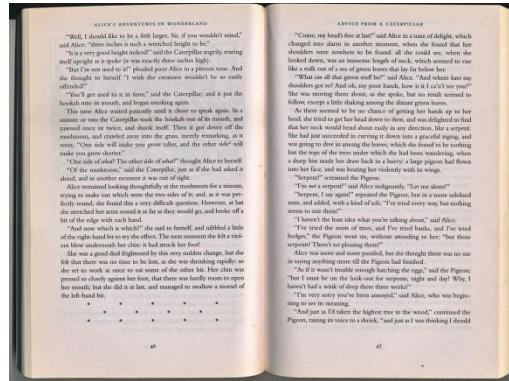 ALICE'S ADVENTURES IN WONDERLAND
"Well, I should like to be a little larger, Sir, if you wouldn't mind,"
said Alice: "three inches is such a wretched height to be."
"It is a very good height indeed!" said the Caterpillar angrily, rearing
itself upright as it spoke (it was exactly three inches high).
"But I'm not used to it!" pleaded poor Alice in a piteous tone. And
she thought to herself "I wish the creatures wouldn't be so easily
offended!"
"You'll get used to it in time," said the Caterpillar; and it put the
hookah into its mouth, and began smoking again.
This time Alice waited patiently until it chose to speak again. In a
minute or two the Caterpillar took the hookah out of its mouth, and
yawned once or twice, and shook itself. Then it got down off the
mushroom, and crawled away into the grass, merely remarking, as it
went, "One side will make you grow taller, and the other side will
make you grow shorter."
"One side of what? The other side of what?" thought Alice to herself.
"Of the mushroom," said the Caterpillar, just as if she had asked it
aloud; and in another moment it was out of sight.
Alice remained looking thoughtfully at the mushroom for a minute,
trying to make out which were the two sides of it; and, as it was per-
fectly round, she found this a very difficult question. However, at last
she stretched her arms round it as far as they would go, and broke off a
bit of the edge with each hand.
"And now which is which?" she said to herself, and nibbled a little
of the right-hand bit to try the effect. The next moment she felt a viol-
ent blow underneath her chin: it had struck her foot!
She was a good deal frightened by this very sudden change, but she
felt that there was no time to be lost, as she was shrinking rapidly: so
she set to work at once to eat some of the other bit. Her chin was
pressed so closely against her foot, that there was hardly room to open
her mouth; but she did it at last, and managed to swallow a morsel of
the left-hand bit.
* * * * *
* * * *
* * * * *
46
ADVICE FROM A CATERPILLAR
"Come, my head's free at last!" said Alice in a tone of delight, which
changed into alarm in another moment, when she found that her
shoulders were nowhere to be found: all she could see, when she
looked down, was an immense length of neck, which seemed to rise
like a stalk out of a sea of green leaves that lay far below her.
"What can all that green stuff be?" said Alice. "And where have my
shoulders got to? And oh, my poor hands, how is it I ca'n't see you?"
She was moving them about, as she spoke, but no result seemed to
follow, except a little shaking among the distant green leaves.
As there seemed to be no chance of getting her hands up to her
head, she tried to get her head down to them, and was delighted to find
that her neck would bend about easily in any direction, like a serpent.
She had just succeeded in curving it down into a graceful zigzag, and
was going to dive in among the leaves, which she found to be nothing
but the tops of the trees under which she had been wandering, when
a sharp hiss made her draw back in a hurry: a large pigeon had flown
into her face, and was beating her violently with its wings.
"Serpent!" screamed the Pigeon.
"I'm not a serpent!" said Alice indignantly. "Let me alone!"
"Serpent, I say again!" repeated the Pigeon, but in a more subdued
tone, and added, with a kind of sob, "I've tried every way, but nothing
seems to suit them!"
"I haven't the least idea what you're talking about," said Alice.
"I've tried the roots of trees, and I've tried banks, and I've tried
hedges," the Pigeon went on, without attending to her; "but those
serpents! There's no pleasing them!"
Alice was more and more puzzled, but she thought there was no use
in saying anything more till the Pigeon had finished.
"As if it wasn't trouble enough hatching the eggs," said the Pigeon;
"but I must be on the look-out for serpents, night and day! Why, I
haven't had a wink of sleep these three weeks!"
"I'm very sorry you've been annoyed," said Alice, who was begin-
ning to see its meaning.
"And just as I'd taken the highest tree in the wood," continued the
Pigeon, raising its voice to a shriek, "and just as I was thinking I should
47